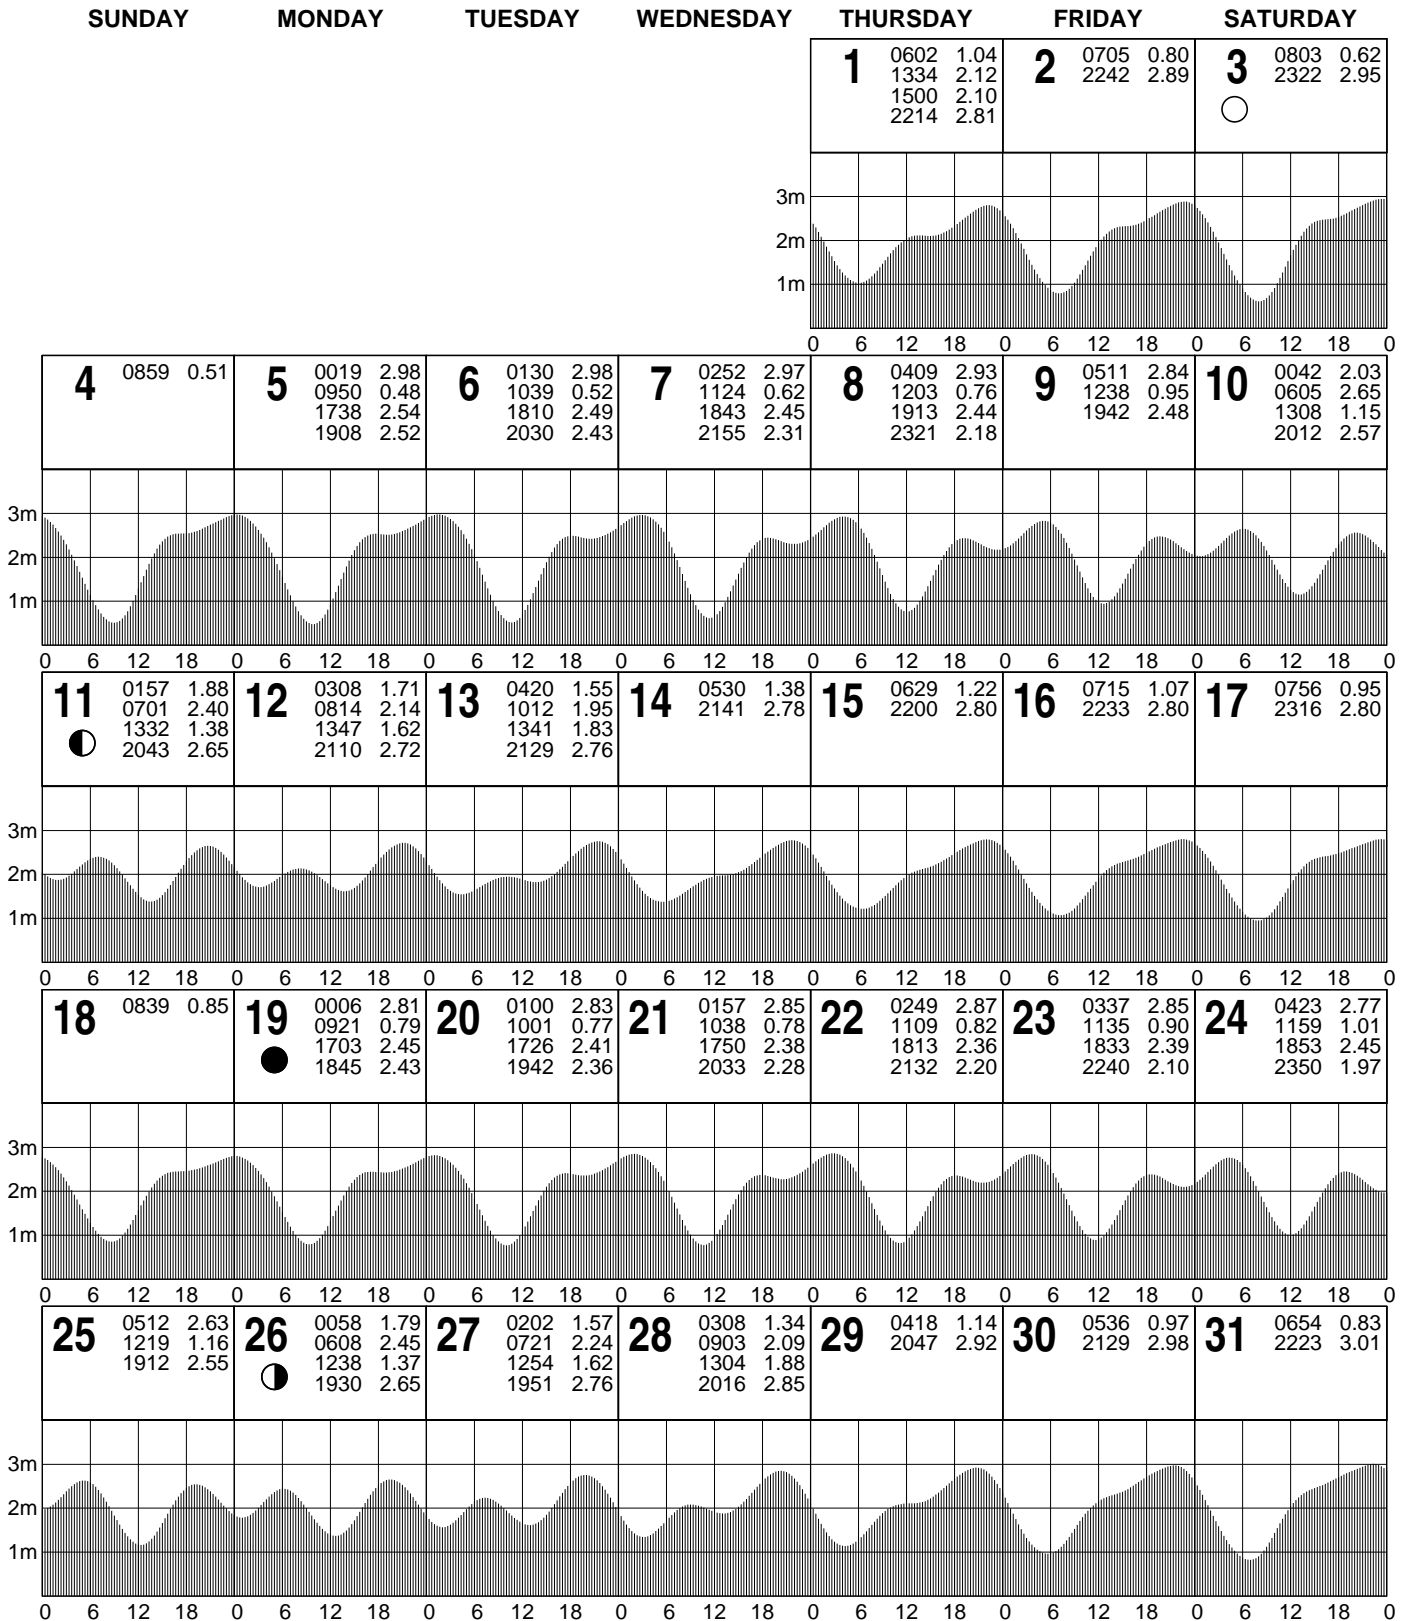 SUNDAY MONDAY TUESDAY WEDNESDAY THURSDAY FRIDAY SATURDAY
1 0602 1.04
1334 2.12
1500 2.10
2214 2.81
2 0705 0.80
2242 2.89
3 0803 0.62
2322 2.95
3m
2m
1m
0 6 12 18 0 6 12 18 0 6 12 18 0
4 0859 0.51
5 0019 2.98
0950 0.48
1738 2.54
1908 2.52
6 0130 2.98
1039 0.52
1810 2.49
2030 2.43
7 0252 2.97
1124 0.62
1843 2.45
2155 2.31
8 0409 2.93
1203 0.76
1913 2.44
2321 2.18
9 0511 2.84
1238 0.95
1942 2.48
10 0042 2.03
0605 2.65
1308 1.15
2012 2.57
3m
2m
1m
0 6 12 18 0 6 12 18 0 6 12 18 0 6 12 18 0 6 12 18 0 6 12 18 0 6 12 18 0
11 0157 1.88
0701 2.40
1332 1.38
2043 2.65
12 0308 1.71
0814 2.14
1347 1.62
2110 2.72
13 0420 1.55
1012 1.95
1341 1.83
2129 2.76
14 0530 1.38
2141 2.78
15 0629 1.22
2200 2.80
16 0715 1.07
2233 2.80
17 0756 0.95
2316 2.80
3m
2m
1m
0 6 12 18 0 6 12 18 0 6 12 18 0 6 12 18 0 6 12 18 0 6 12 18 0 6 12 18 0
18 0839 0.85
19 0006 2.81
0921 0.79
1703 2.45
1845 2.43
20 0100 2.83
1001 0.77
1726 2.41
1942 2.36
21 0157 2.85
1038 0.78
1750 2.38
2033 2.28
22 0249 2.87
1109 0.82
1813 2.36
2132 2.20
23 0337 2.85
1135 0.90
1833 2.39
2240 2.10
24 0423 2.77
1159 1.01
1853 2.45
2350 1.97
3m
2m
1m
0 6 12 18 0 6 12 18 0 6 12 18 0 6 12 18 0 6 12 18 0 6 12 18 0 6 12 18 0
25 0512 2.63
1219 1.16
1912 2.55
26 0058 1.79
0608 2.45
1238 1.37
1930 2.65
27 0202 1.57
0721 2.24
1254 1.62
1951 2.76
28 0308 1.34
0903 2.09
1304 1.88
2016 2.85
29 0418 1.14
2047 2.92
30 0536 0.97
2129 2.98
31 0654 0.83
2223 3.01
3m
2m
1m
0 6 12 18 0 6 12 18 0 6 12 18 0 6 12 18 0 6 12 18 0 6 12 18 0 6 12 18 0